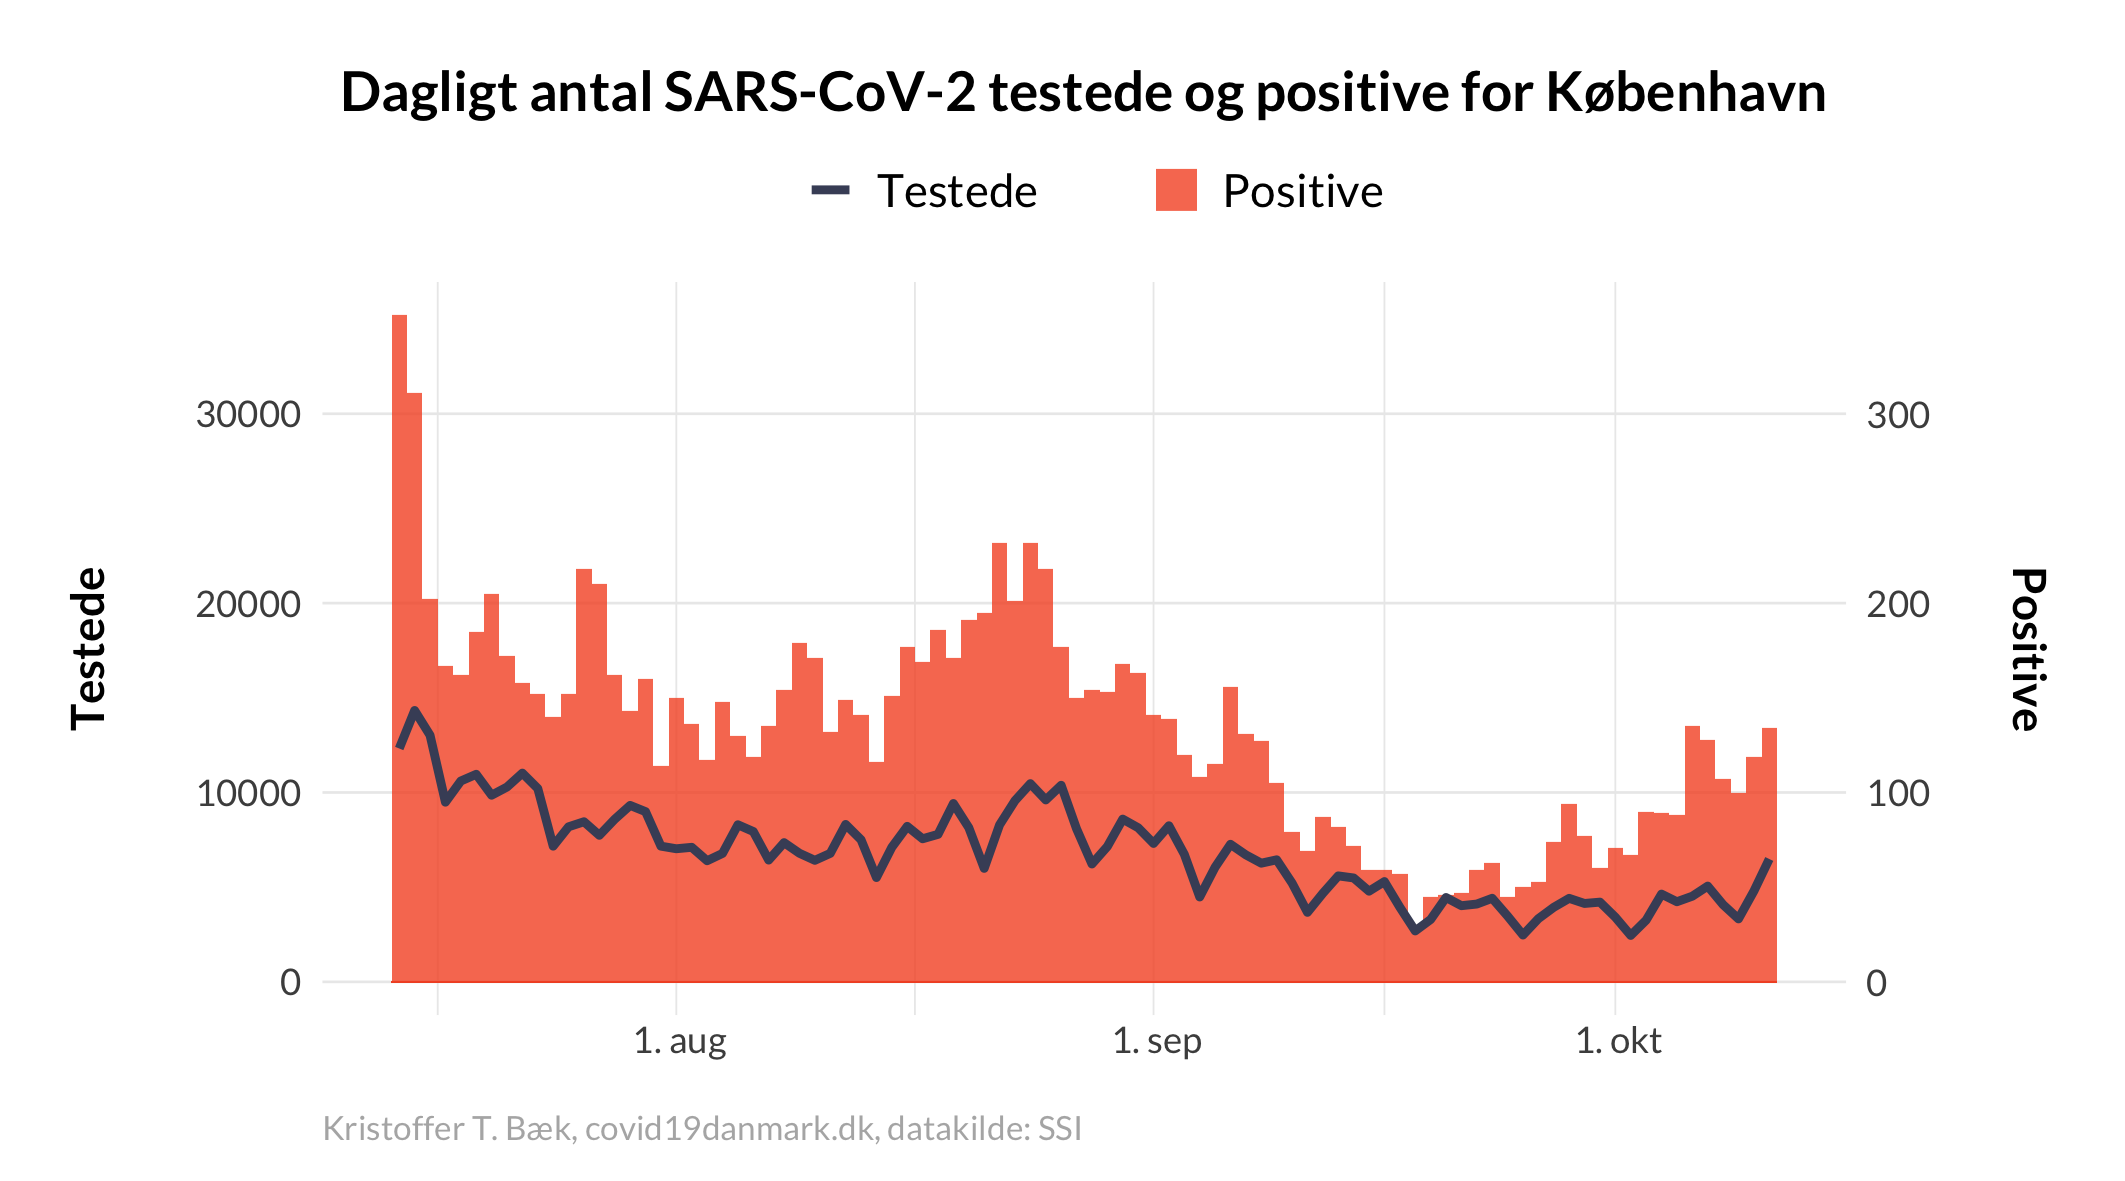 Dagligt antal SARS-CoV-2 testede og positive for København
Testede
Positive
30000
20000
10000
0
300
200
100
0
Testede
Positive
1. aug
1. sep
1. okt
Kristoffer T. Bæk, covid19danmark.dk, datakilde: SSI